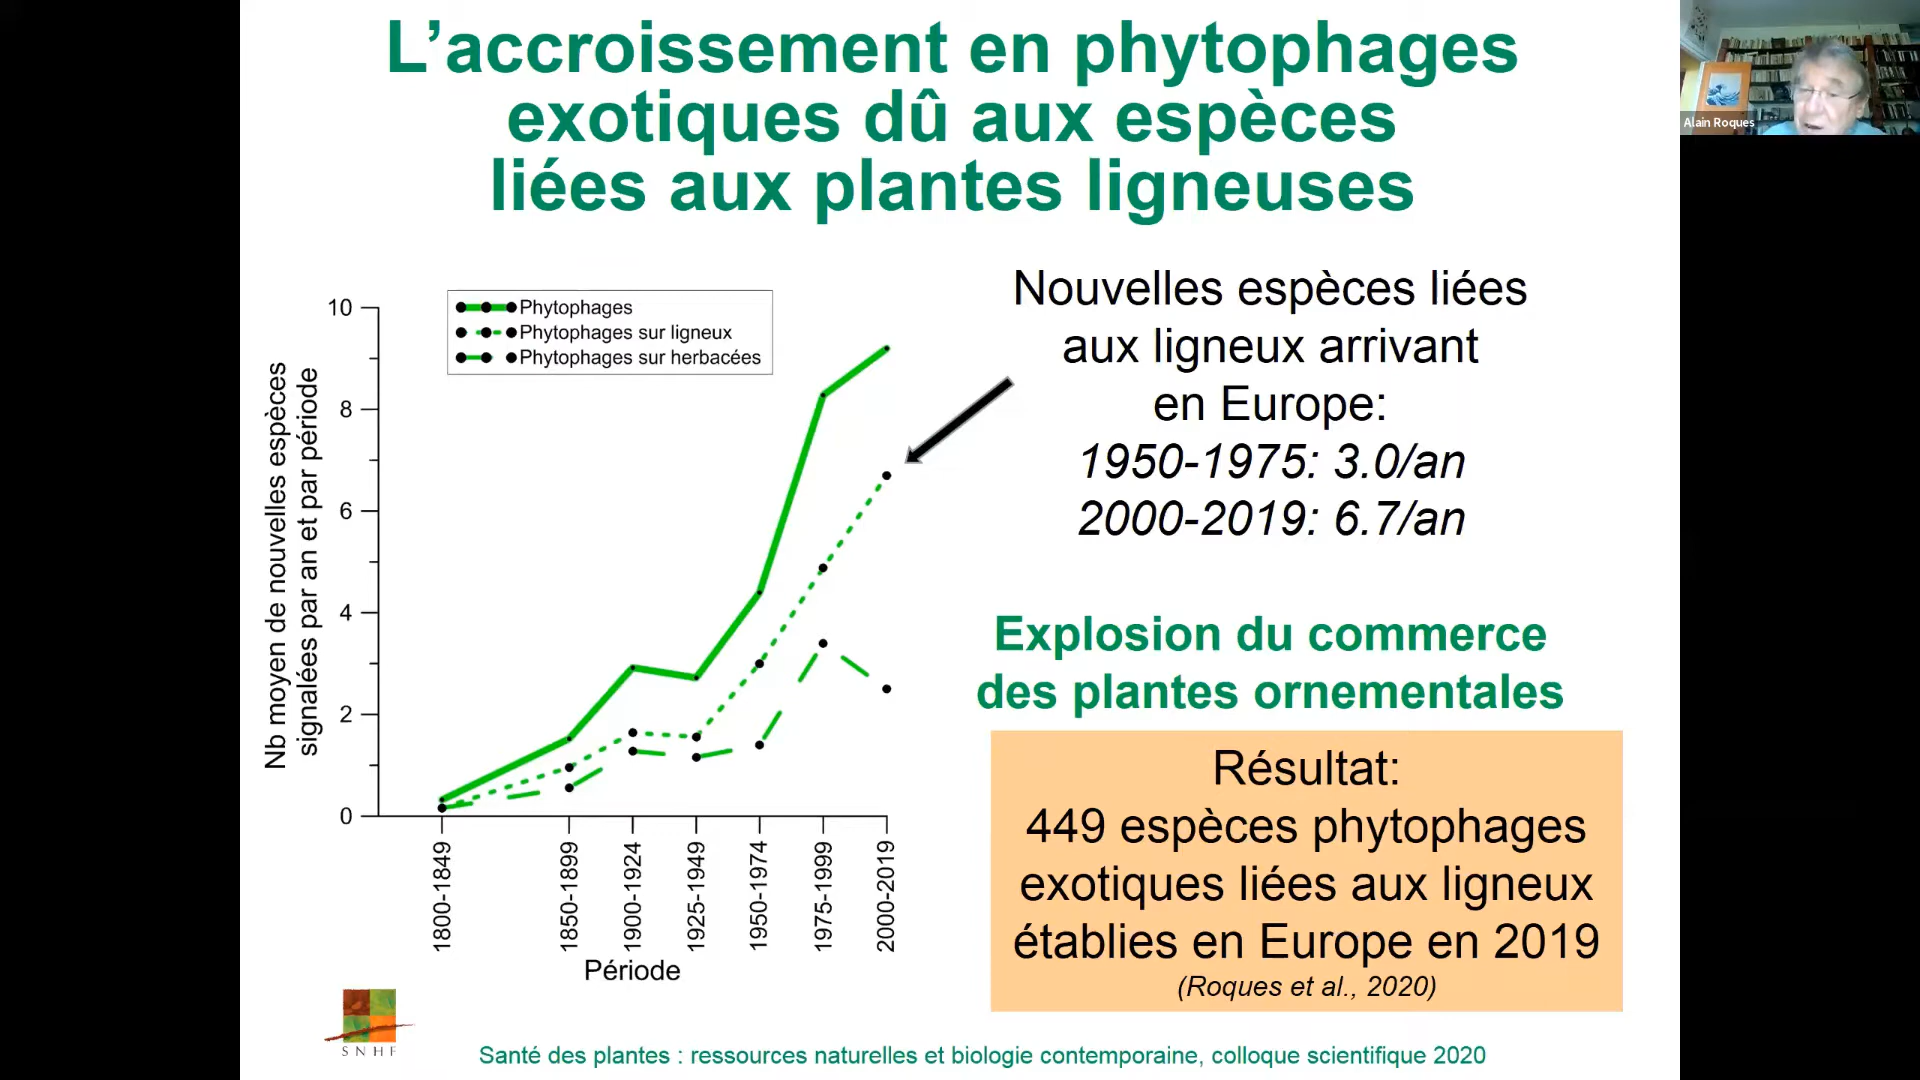 L’accroissement en phytophages
exotiques dû aux espèces
liées aux plantes ligneuses
Alain Roques
Nb moyen de nouvelles espèces
signalées par an et par période
10
8
6
4
2
0
Phytophages
Phytophages sur ligneux
Phytophages sur herbacées
1800-1849
1850-1899
1900-1924
1925-1949
1950-1974
1975-1999
2000-2019
Période
Nouvelles espèces liées
aux ligneux arrivant
en Europe:
1950-1975: 3.0/an
2000-2019: 6.7/an
Explosion du commerce
des plantes ornementales
Résultat:
449 espèces phytophages
exotiques liées aux ligneux
établies en Europe en 2019
(Roques et al., 2020)
SNHF
Santé des plantes : ressources naturelles et biologie contemporaine, colloque scientifique 2020